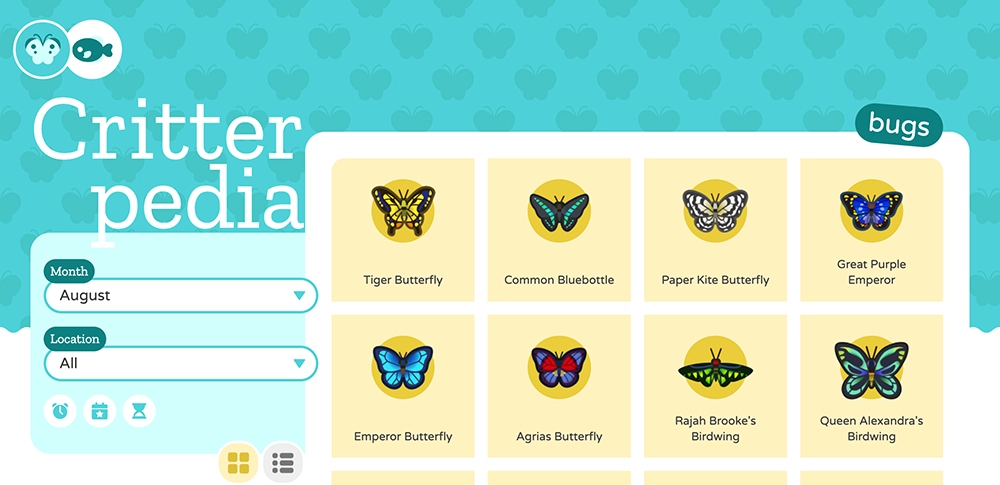 Critter
pedia
bugs
Month
August
Location
All
Tiger Butterfly
Common Bluebottle
Paper Kite Butterfly
Great Purple
Emperor
Emperor Butterfly
Agrias Butterfly
Rajah Brooke's
Birdwing
Queen Alexandra's
Birdwing